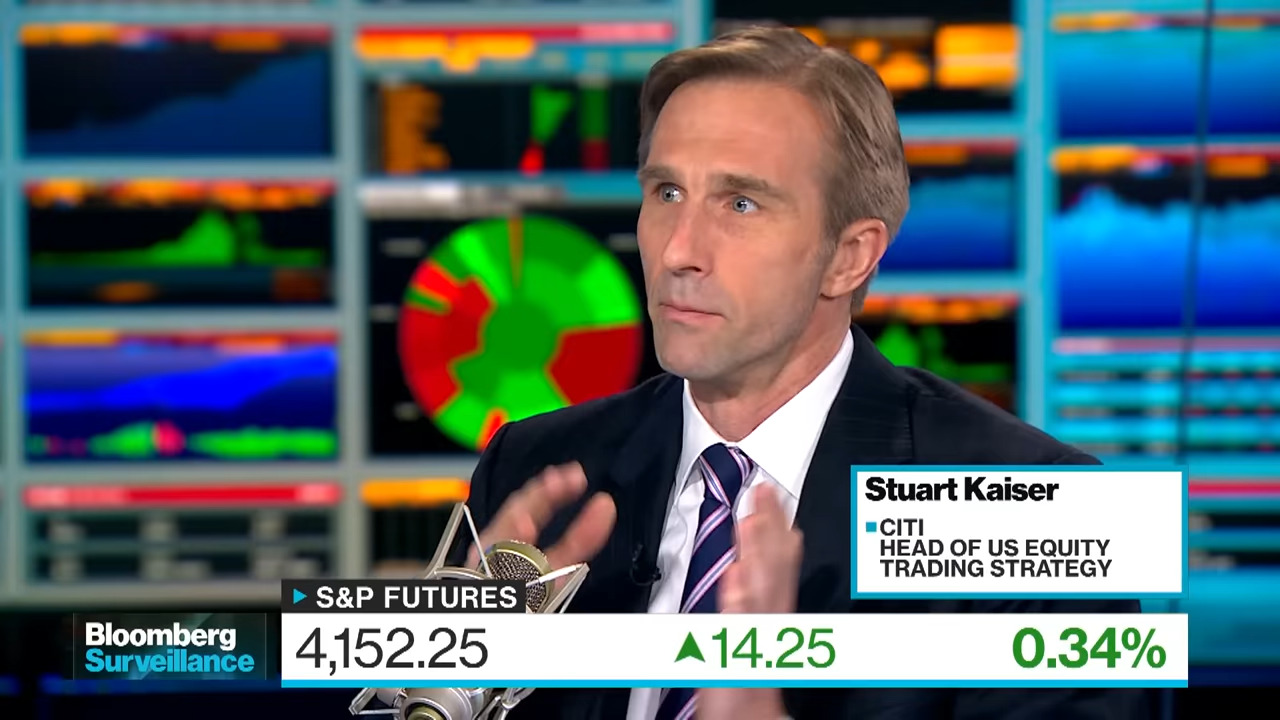 Stuart Kaiser
CITI
HEAD OF US EQUITY
TRADING STRATEGY
S&P FUTURES
Bloomberg
Surveillance
4,152.25 ▲14.25 0.34%